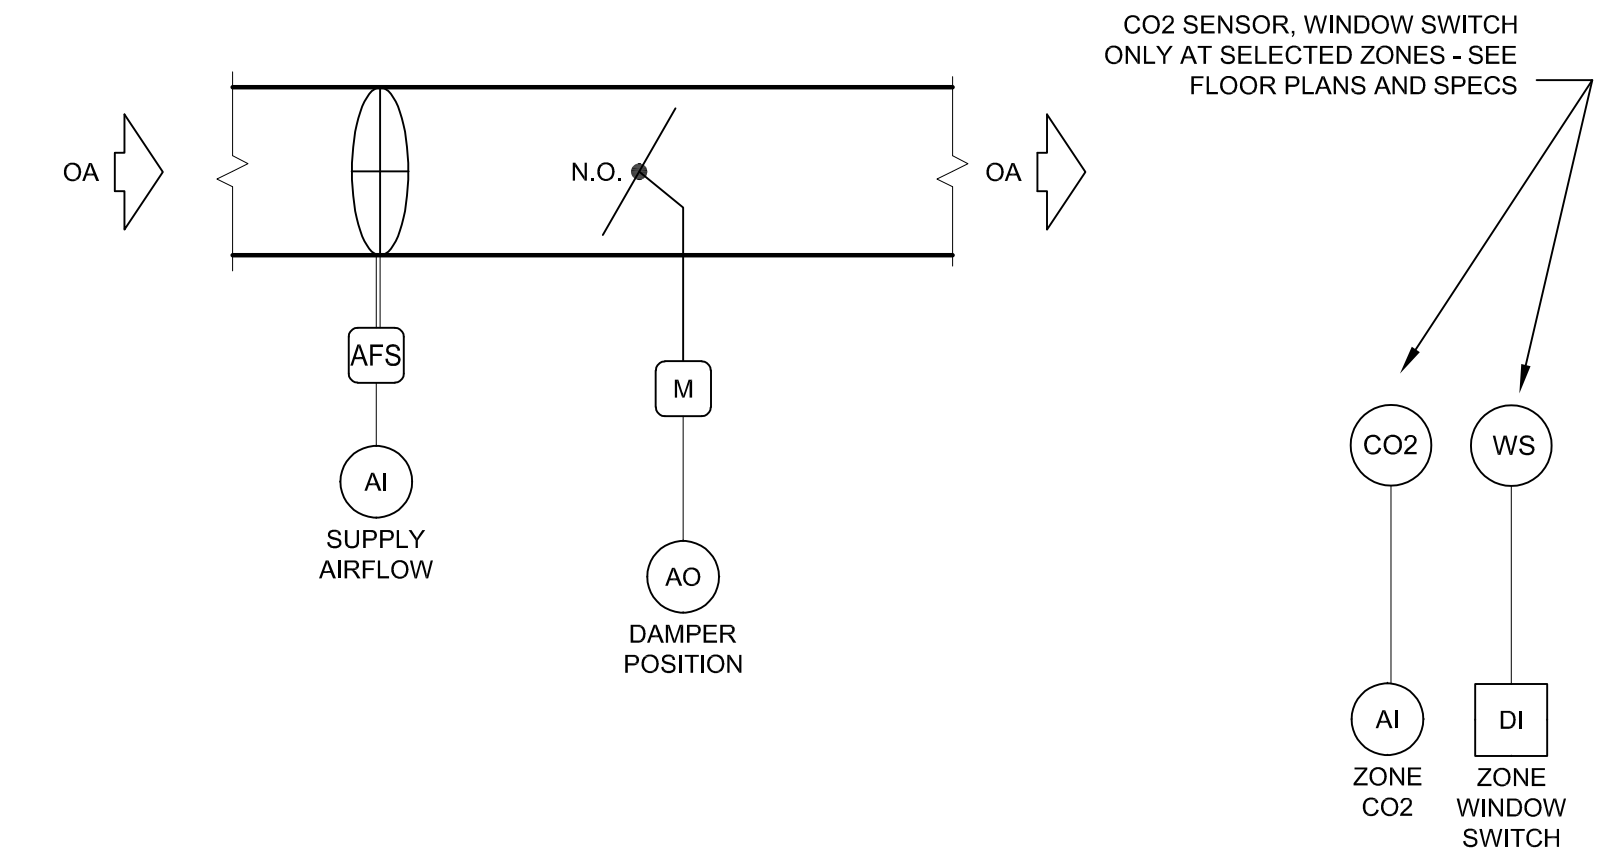 CO2 SENSOR, WINDOW SWITCH
ONLY AT SELECTED ZONES - SEE
FLOOR PLANS AND SPECS
OA
N.O.
OA
AFS
M
AI
SUPPLY
AIRFLOW
AO
DAMPER
POSITION
CO2
WS
AI
ZONE
CO2
DI
ZONE
WINDOW
SWITCH